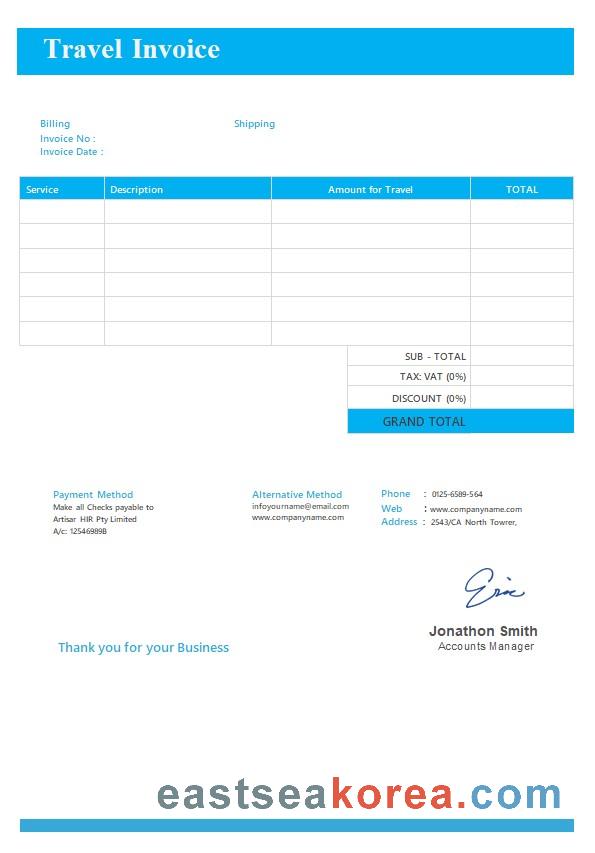 Travel Invoice
Billing
Shipping
Invoice No :
Invoice Date :
Service Description Amount for Travel TOTAL
SUB - TOTAL
TAX: VAT (0%)
DISCOUNT (0%)
GRAND TOTAL
Payment Method
Make all Checks payable to
Artisar HIR Pty Limited
A/c: 12546989B
Alternative Method
infoyourname@email.com
www.companyname.com
Phone : 0125-6589-564
Web : www.companyname.com
Address : 2543/CA North Towrer,
Eric
Jonathon Smith
Accounts Manager
Thank you for your Business
eastseakorea.com